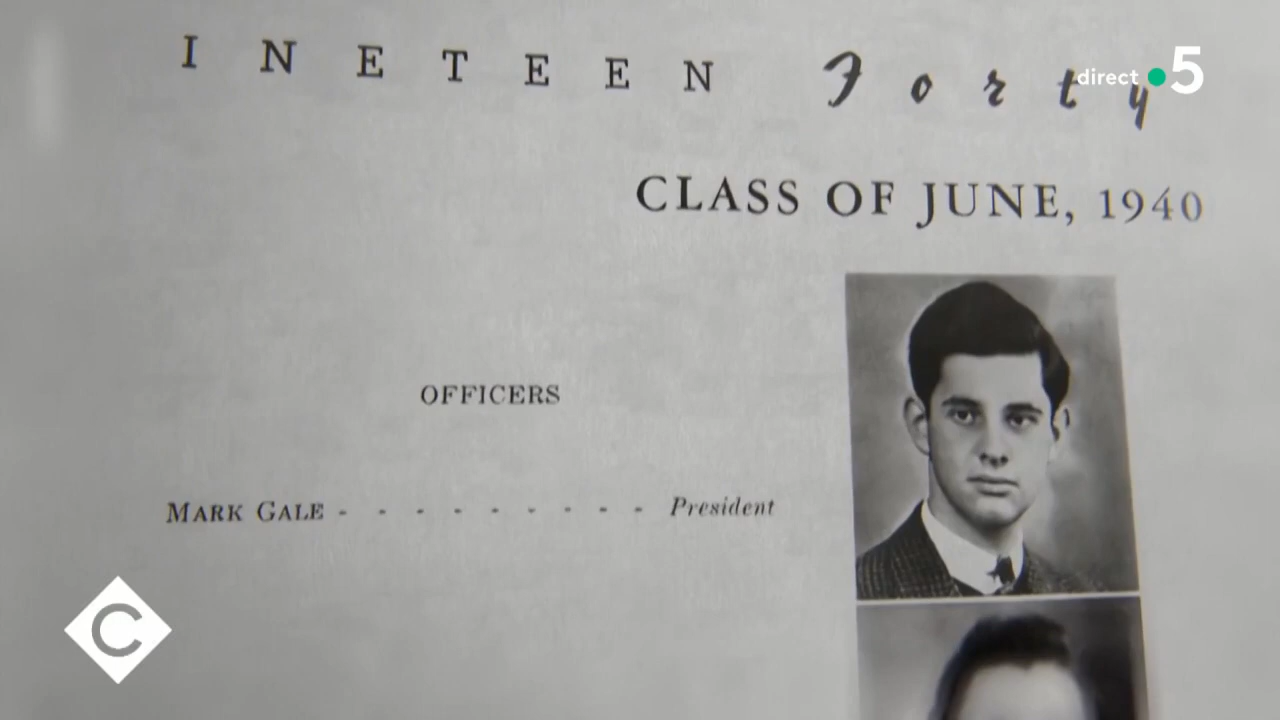 INETEEN Forty
direct 5
CLASS OF JUNE, 1940
OFFICERS
MARK GALE - - - - - - - - - President
C